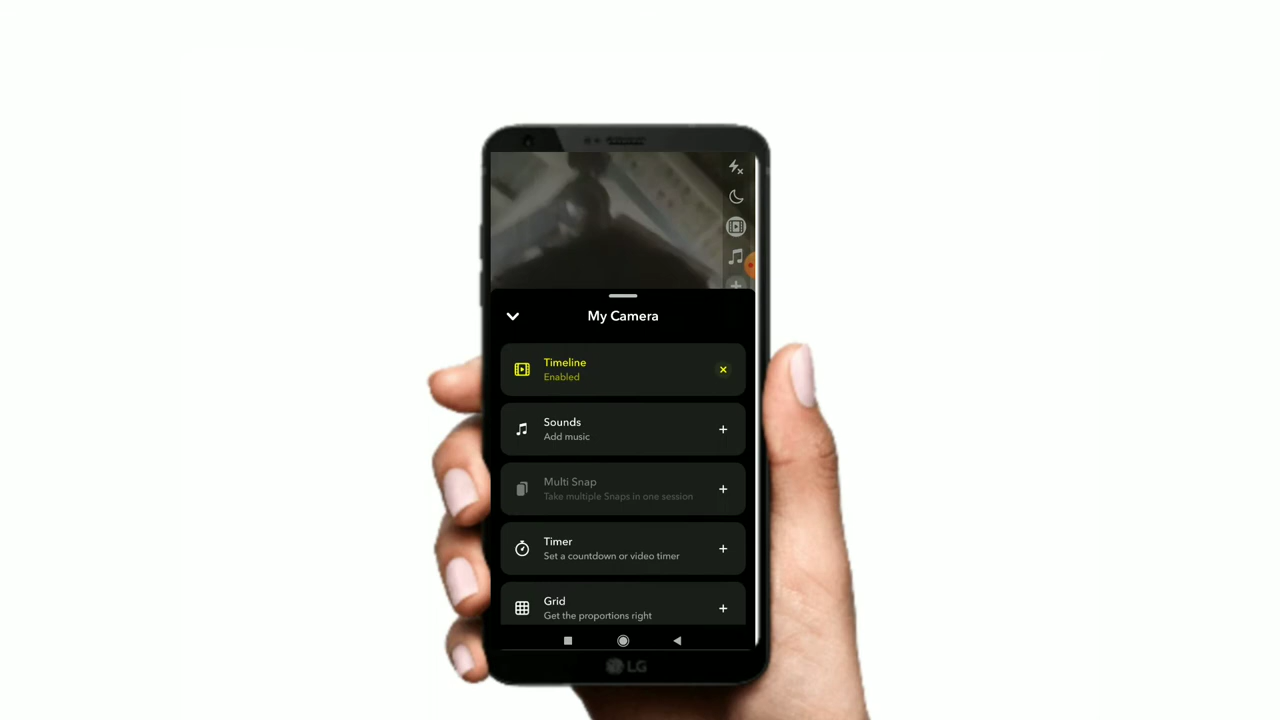 My Camera
Timeline
Enabled
Sounds
Add music
Multi Snap
Take multiple Snaps in one session
Timer
Set a countdown or video timer
Grid
Get the proportions right
LG